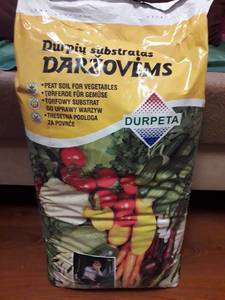 Durpių substratas
DARŽOVĖMS
PEAT SOIL FOR VEGETABLES
TORFERDE FÜR GEMÜSE
TORFOWY SUBSTRAT
DO UPRAWY WARZYW
TRESETNA PODLOGA
ZA POVRĆE
DURPETA